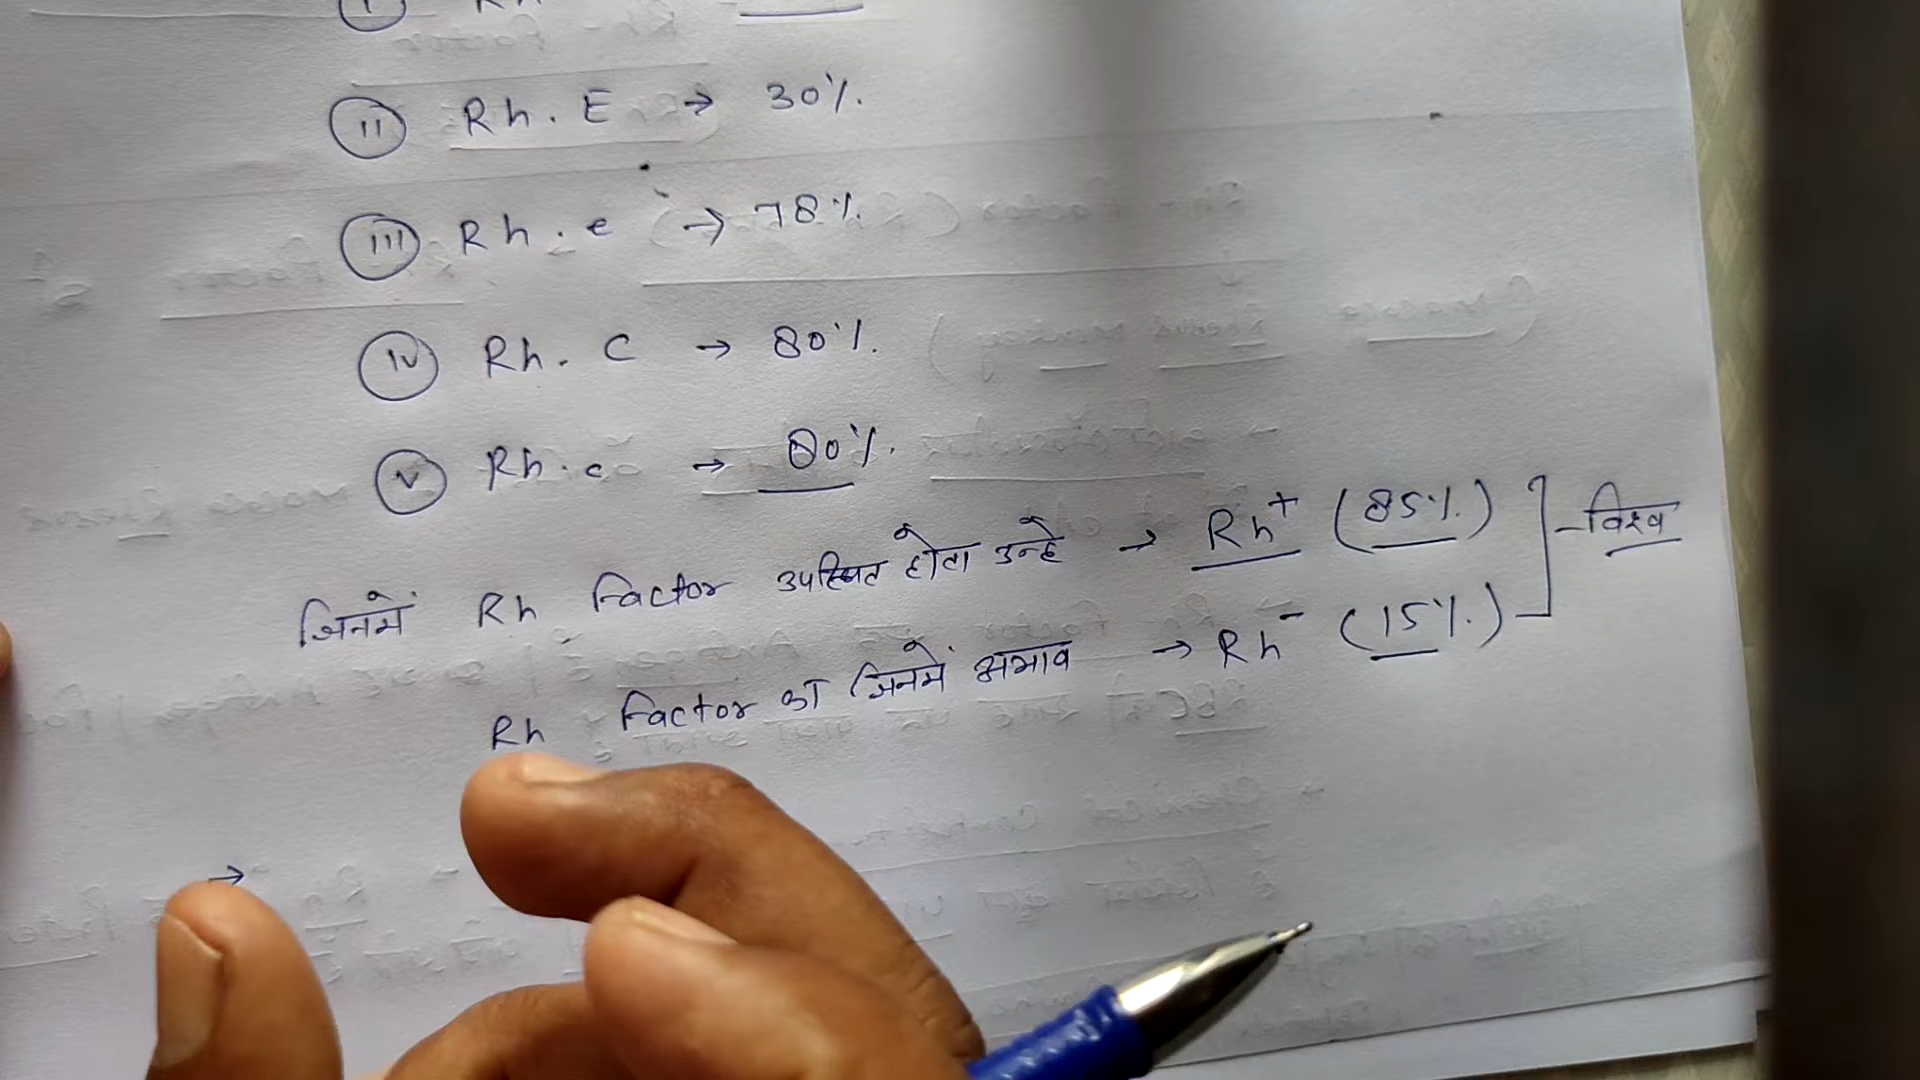 (ii) Rh. E → 30%.
(iii) Rh. e → 78%.
(iv) Rh. C → 80%.
(v) Rh. c → 80%.
जिनमें Rh factor उपस्थित होता उन्हे → Rh⁺ (85%.) ] - विश्व
Rh factor का जिनमें अभाव → Rh⁻ (15%.)
→